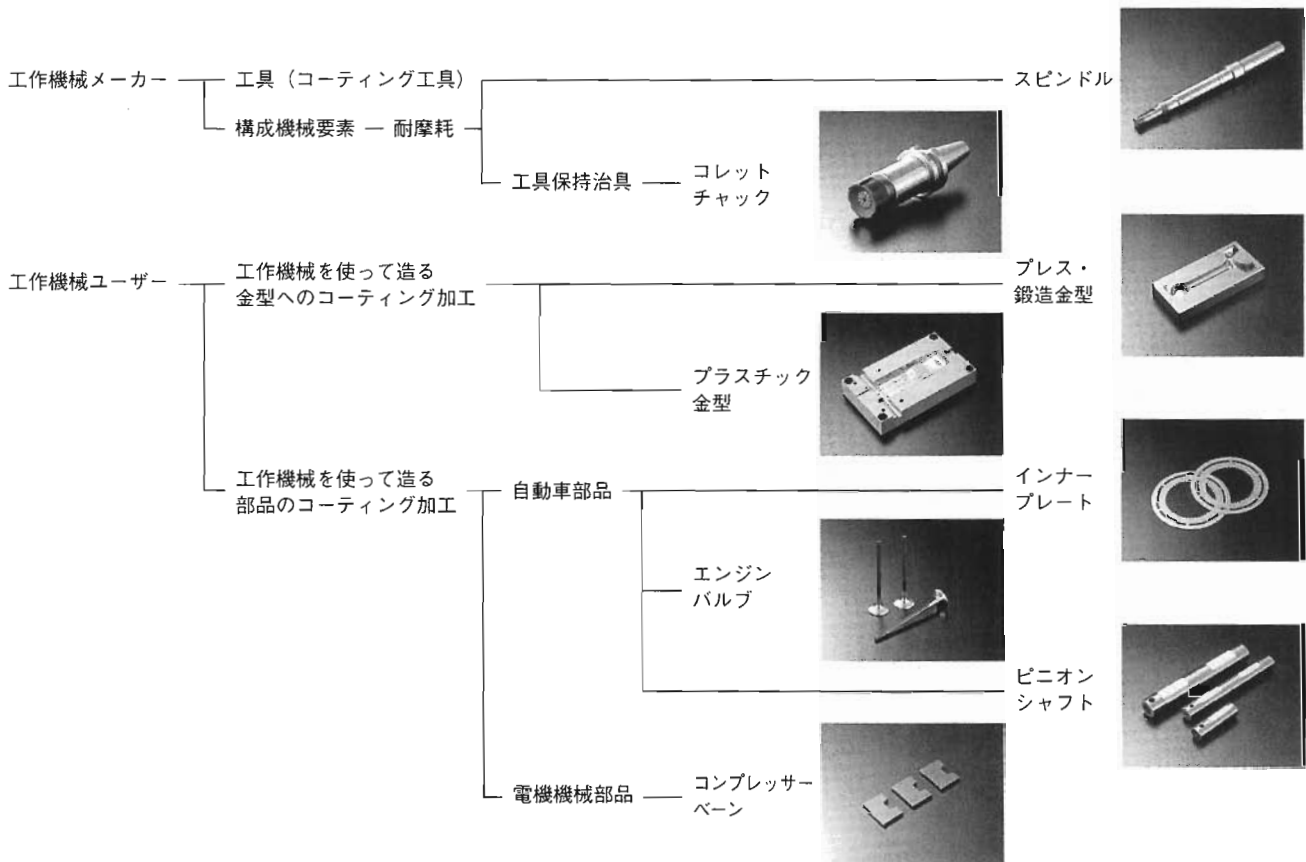 工作機械メーカー
工具（コーティング工具）
スピンドル
構成機械要素
耐摩耗
工具保持治具
コレット
チャック
工作機械ユーザー
工作機械を使って造る
金型へのコーティング加工
プレス・
鍛造金型
プラスチック
金型
工作機械を使って造る
部品のコーティング加工
自動車部品
インナー
プレート
エンジン
バルブ
ピニオン
シャフト
電機機械部品
コンプレッサー
ベーン